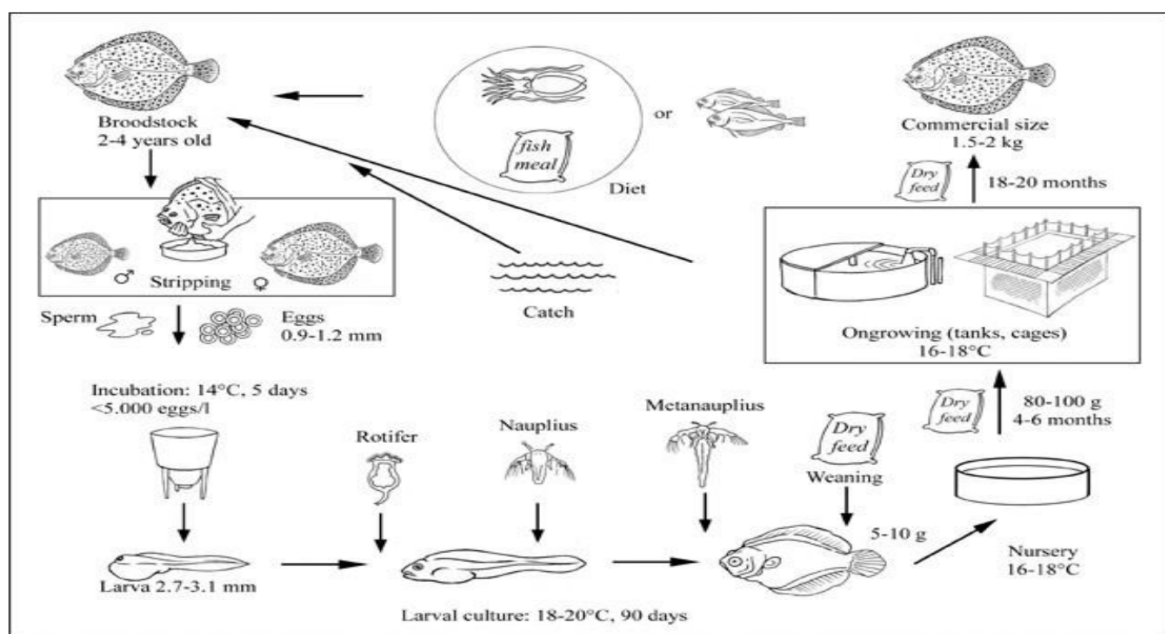 Broodstock
2-4 years old
fish
meal
or
Diet
Commercial size
1.5-2 kg
Dry
feed
18-20 months
♂ Stripping ♀
Sperm
Eggs
0.9-1.2 mm
Catch
Ongrowing (tanks, cages)
16-18°C
Incubation: 14°C, 5 days
<5.000 eggs/l
Rotifer
Nauplius
Metanauplius
Dry
feed
Weaning
Dry
feed
80-100 g
4-6 months
Larva 2.7-3.1 mm
5-10 g
Nursery
16-18°C
Larval culture: 18-20°C, 90 days